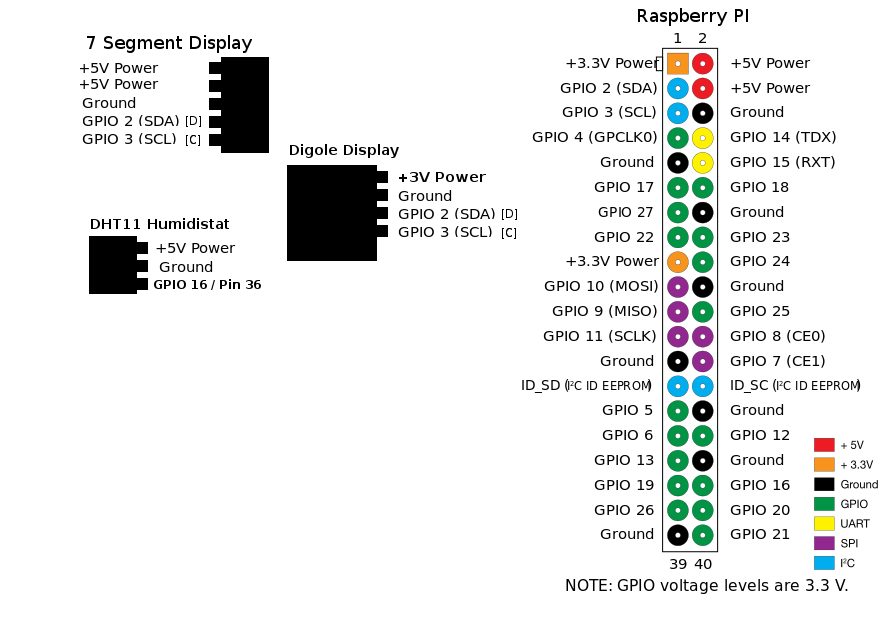 Raspberry PI
1 2
+3.3V Power +5V Power
GPIO 2 (SDA) +5V Power
GPIO 3 (SCL) Ground
GPIO 4 (GPCLK0) GPIO 14 (TDX)
Ground GPIO 15 (RXT)
GPIO 17 GPIO 18
GPIO 27 Ground
GPIO 22 GPIO 23
+3.3V Power GPIO 24
GPIO 10 (MOSI) Ground
GPIO 9 (MISO) GPIO 25
GPIO 11 (SCLK) GPIO 8 (CE0)
Ground GPIO 7 (CE1)
ID_SD (I²C ID EEPROM) ID_SC (I²C ID EEPROM)
GPIO 5 Ground
GPIO 6 GPIO 12
GPIO 13 Ground
GPIO 19 GPIO 16
GPIO 26 GPIO 20
Ground GPIO 21
39 40
NOTE: GPIO voltage levels are 3.3 V.
+ 5V
+ 3.3V
Ground
GPIO
UART
SPI
I²C
7 Segment Display
+5V Power
+5V Power
Ground
GPIO 2 (SDA) [D]
GPIO 3 (SCL) [C]
Digole Display
+3V Power
Ground
GPIO 2 (SDA) [D]
GPIO 3 (SCL) [C]
DHT11 Humidistat
+5V Power
Ground
GPIO 16 / Pin 36